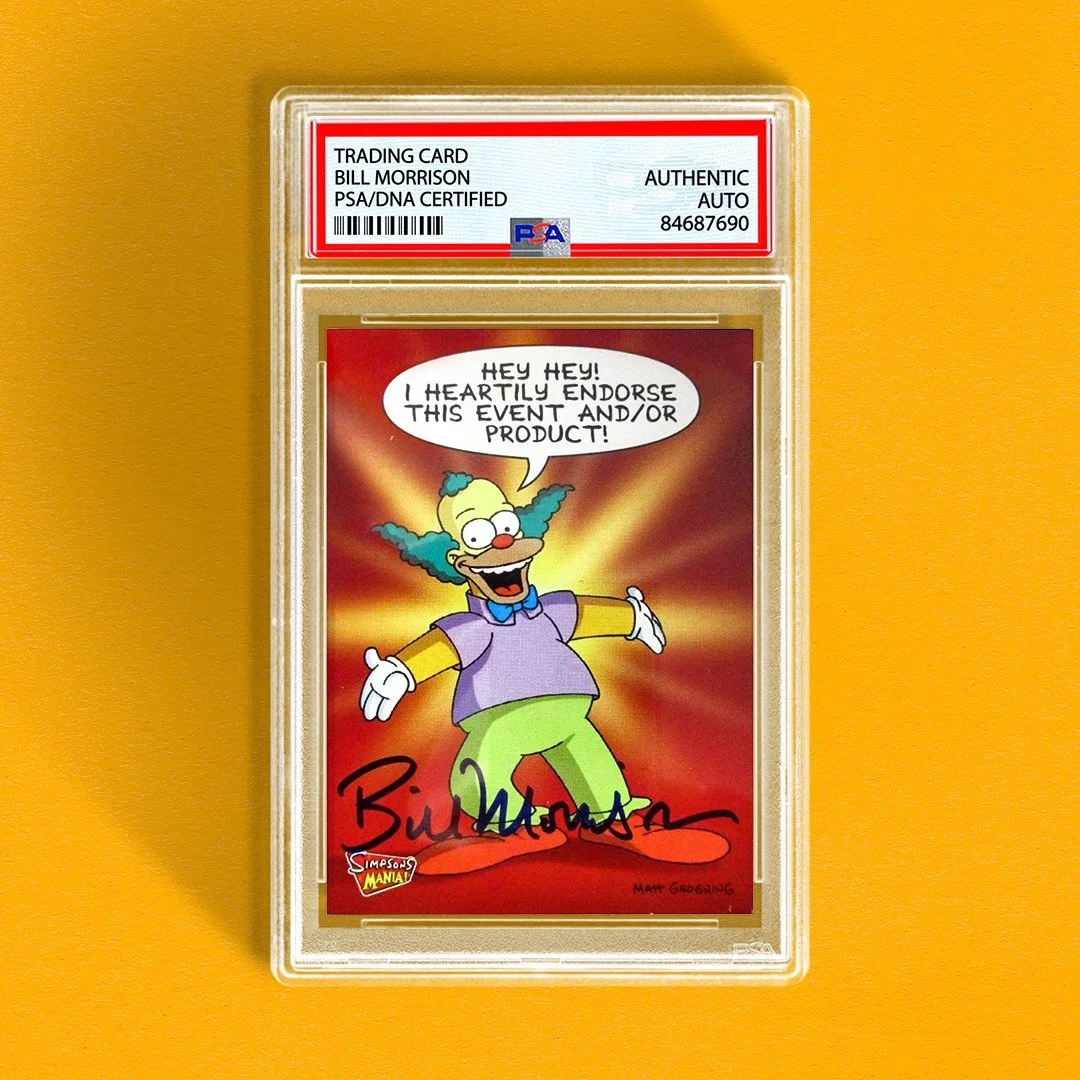 TRADING CARD
BILL MORRISON
PSA/DNA CERTIFIED
AUTHENTIC
AUTO
84687690
PSA
HEY HEY!
I HEARTILY ENDORSE
THIS EVENT AND/OR
PRODUCT!
Bill Morrison
SIMPSONS
MANIA!
MATT GROENING
PSA